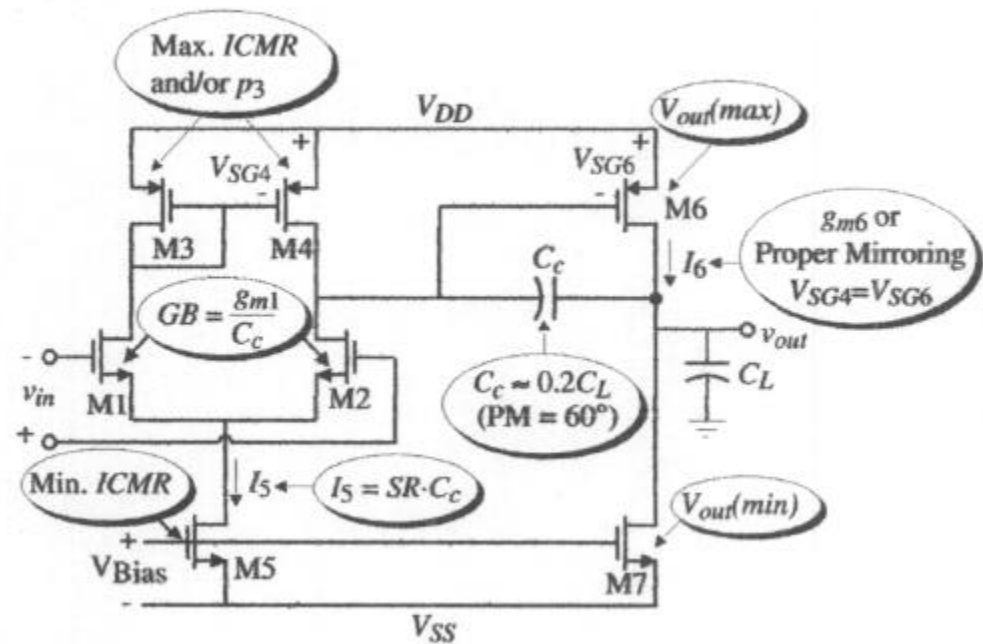 Max. ICMR
and/or p3
VDD
Vout(max)
+
+
VSG4
VSG6
-
-
M6
M3
M4
gm6 or
Proper Mirroring
VSG4=VSG6
I6
Cc
GB = gm1
Cc
vout
CL
-
vin
+
M1
M2
Cc ≈ 0.2CL
(PM = 60°)
Min. ICMR
I5
I5 = SR·Cc
Vout(min)
+
VBias
-
M5
M7
VSS